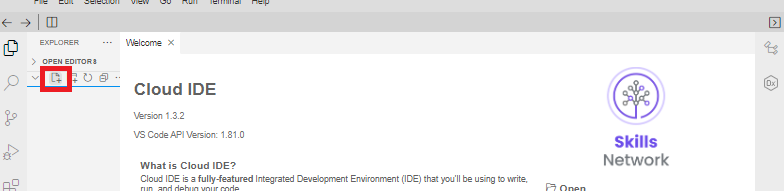 File Edit Selection View Go Run Terminal Help
EXPLORER ... Welcome
OPEN EDITORS
Cloud IDE
Version 1.3.2
VS Code API Version: 1.81.0
What is Cloud IDE?
Cloud IDE is a fully-featured Integrated Development Environment (IDE) that you'll be using to write,
run, and debug your code
Skills
Network
Open
Dx